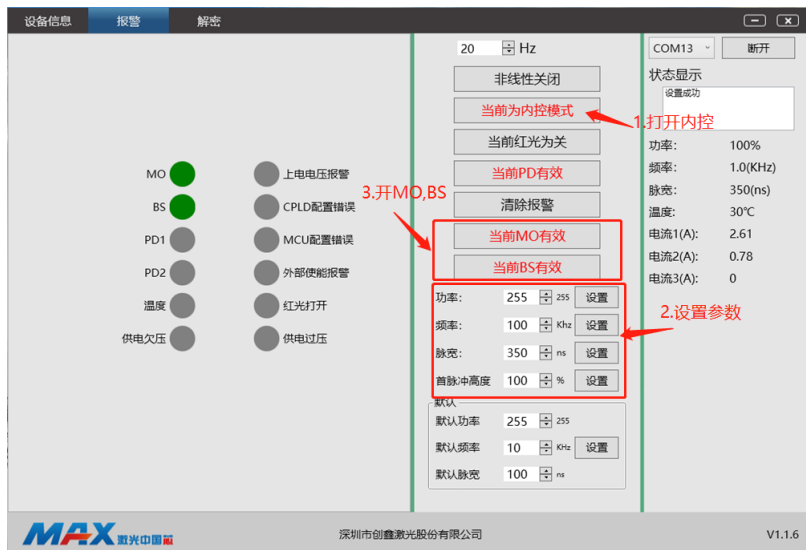 设备信息 报警 解密
20 Hz
非线性关闭
当前为内控模式
1.打开内控
当前红光为关
当前PD有效
清除报警
3.开MO,BS
当前MO有效
当前BS有效
MO 上电电压报警
BS CPLD配置错误
PD1 MCU配置错误
PD2 外部使能报警
温度 红光打开
供电欠压 供电过压
功率: 255 255 设置
频率: 100 Khz 设置
脉宽: 350 ns 设置
首脉冲高度 100 % 设置
2.设置参数
默认
默认功率 255 255
默认频率 10 KHz 设置
默认脉宽 100 ns
COM13 断开
状态显示
设置成功
功率: 100%
频率: 1.0(KHz)
脉宽: 350(ns)
温度: 30℃
电流1(A): 2.61
电流2(A): 0.78
电流3(A): 0
MAX 激光中国芯
深圳市创鑫激光股份有限公司
V1.1.6